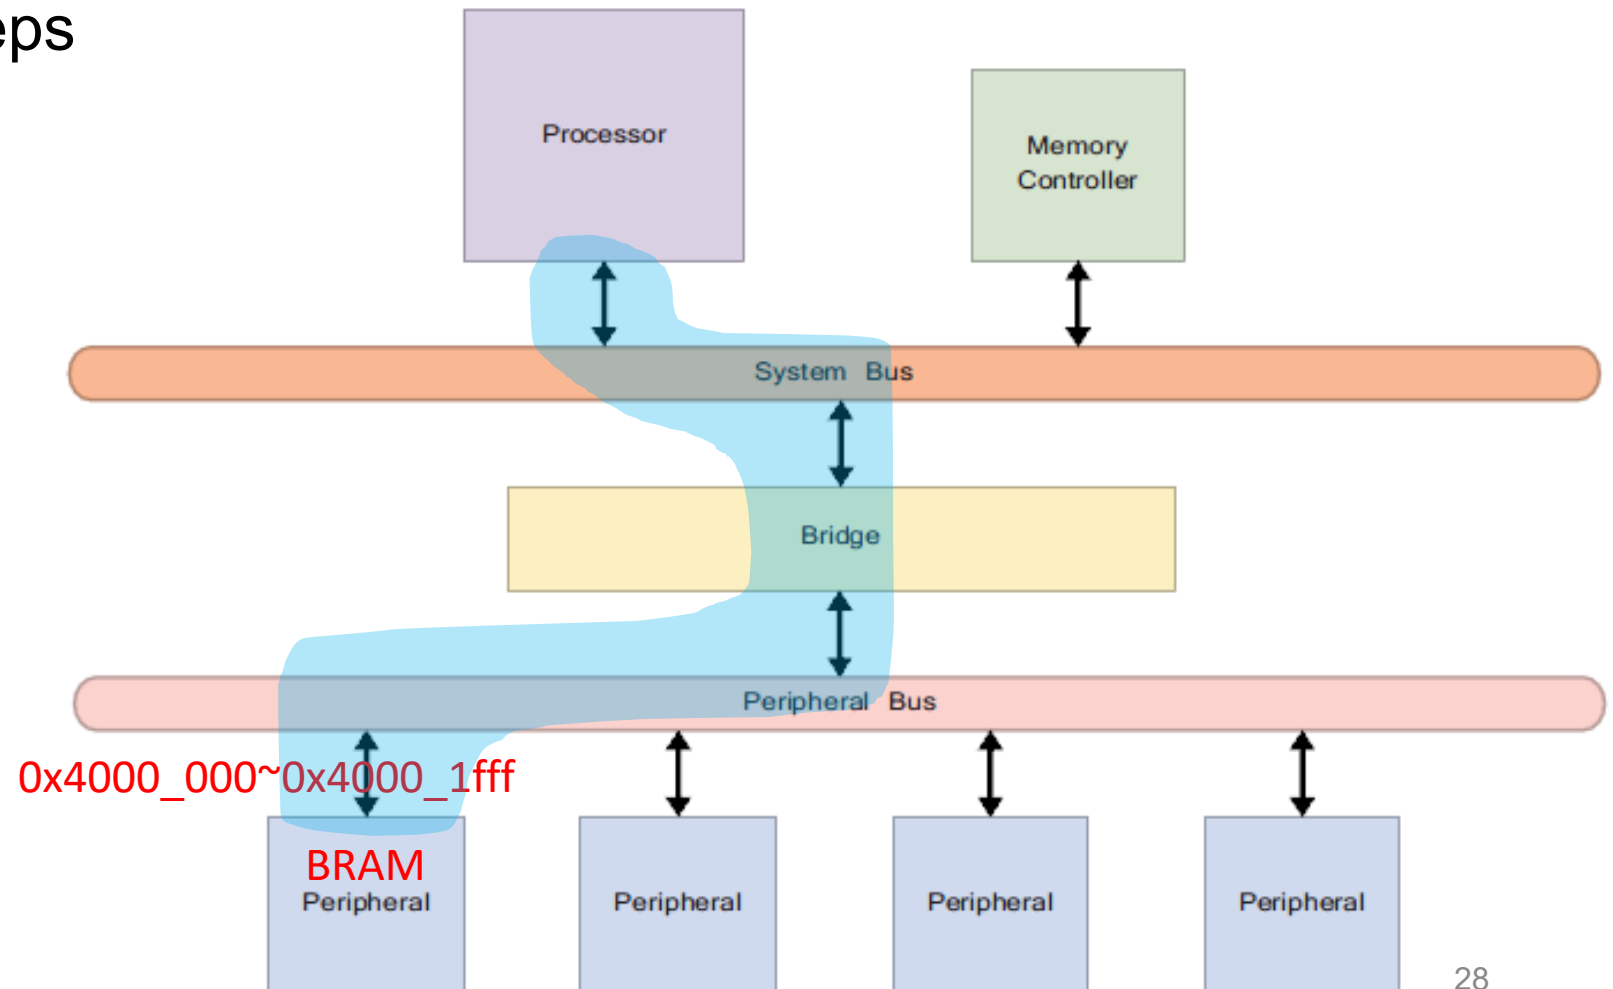 eps
Processor
Memory
Controller
System Bus
Bridge
Peripheral Bus
0x4000_000~0x4000_1fff
BRAM
Peripheral
Peripheral
Peripheral
Peripheral
28